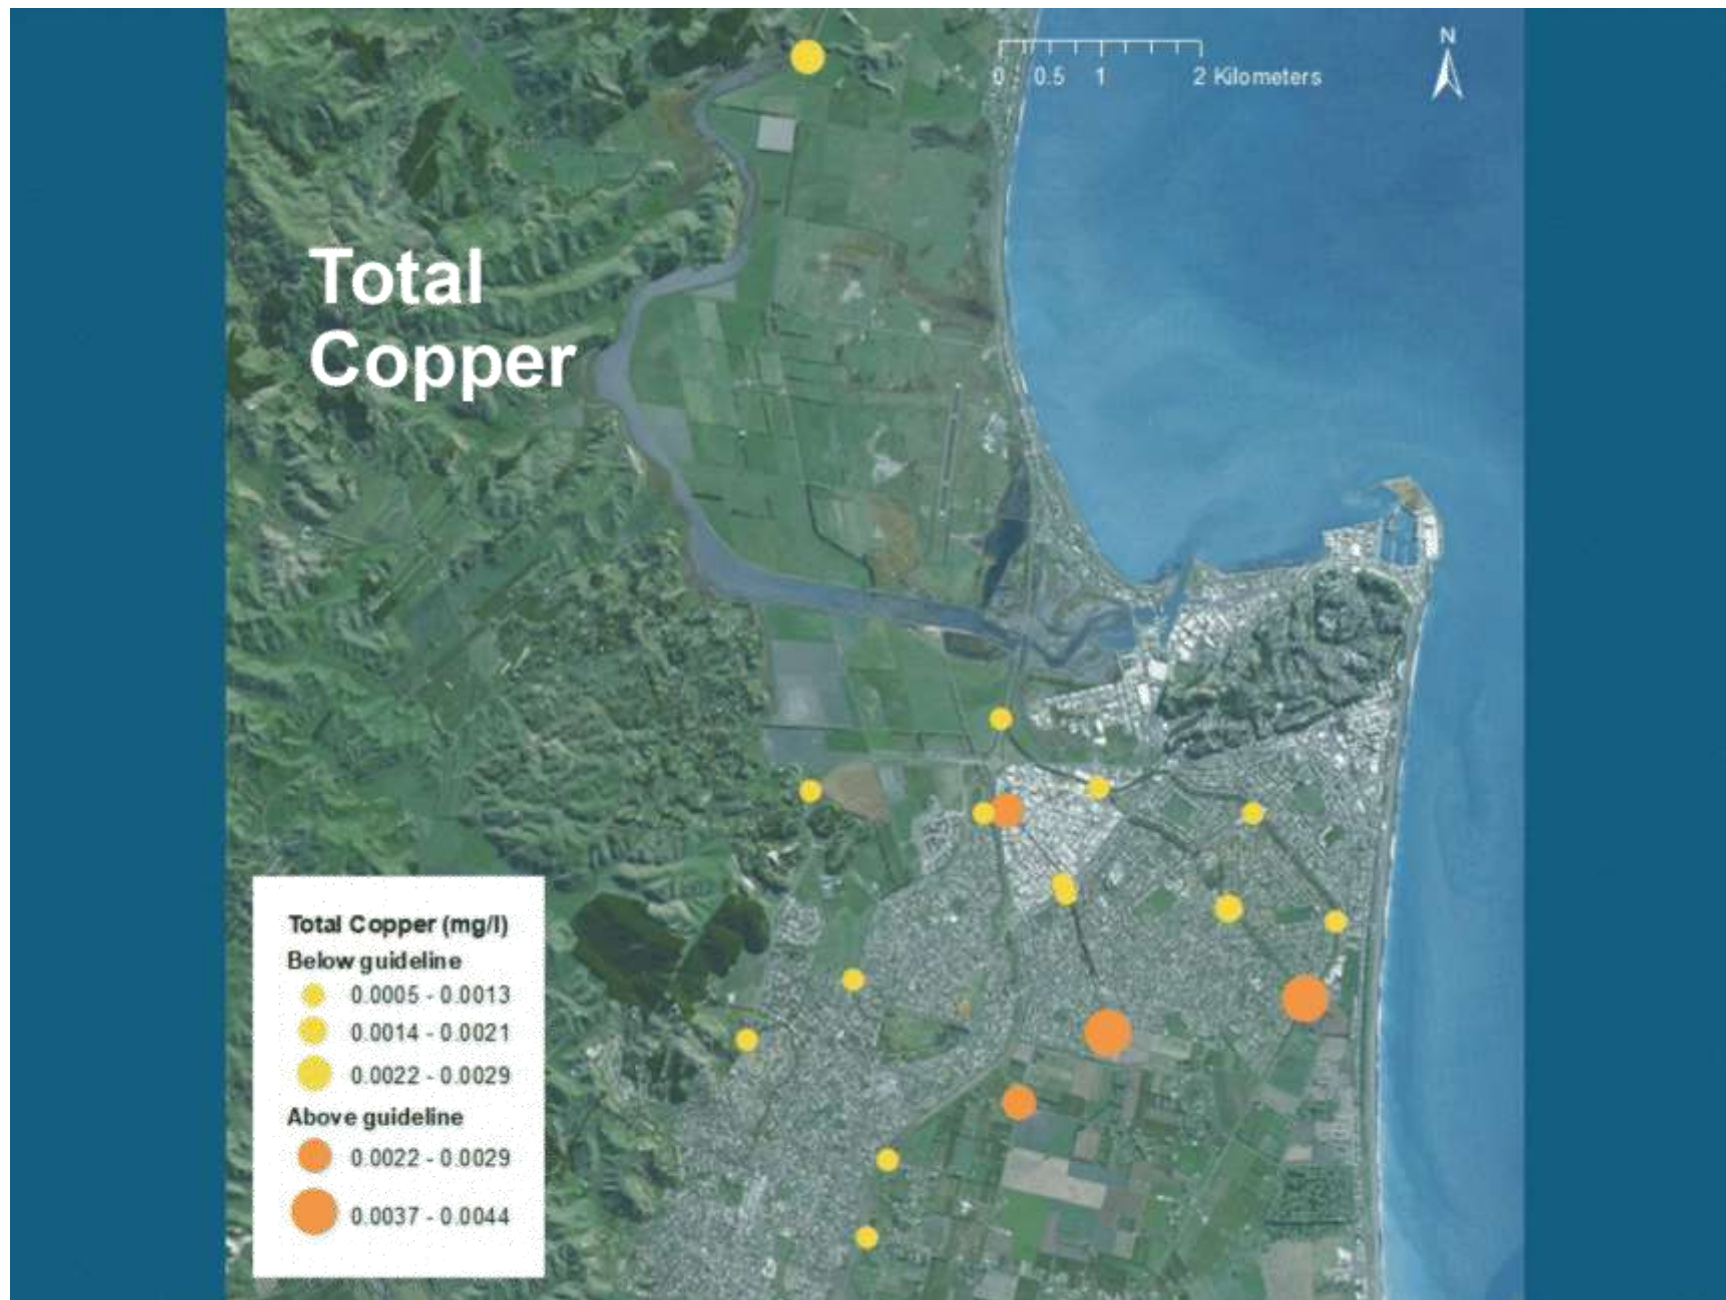 N
0 0.5 1 2 Kilometers
Total
Copper
Total Copper (mg/l)
Below guideline
0.0005 - 0.0013
0.0014 - 0.0021
0.0022 - 0.0029
Above guideline
0.0022 - 0.0029
0.0037 - 0.0044